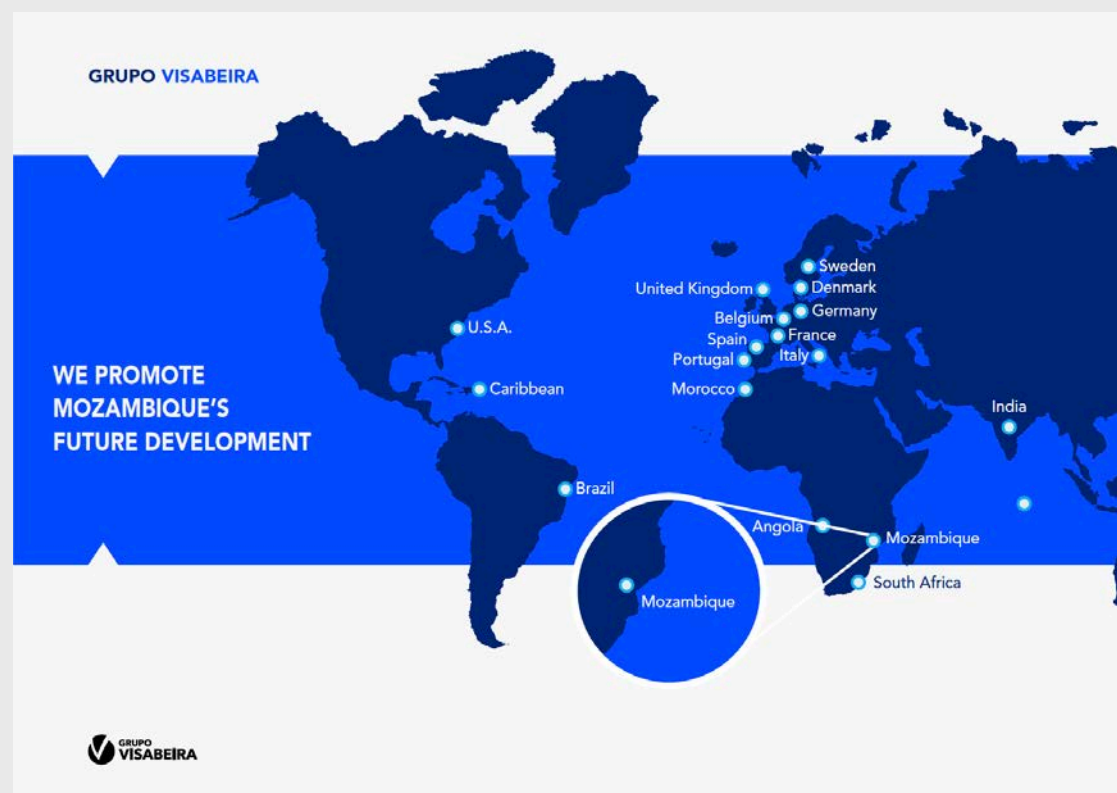 GRUPO VISABEIRA
Sweden
United Kingdom
Denmark
Germany
Belgium
U.S.A.
France
Spain
Italy
Portugal
WE PROMOTE
MOZAMBIQUE'S
FUTURE DEVELOPMENT
Caribbean
Morocco
India
Brazil
Angola
Mozambique
South Africa
Mozambique
GRUPO
VISABEIRA